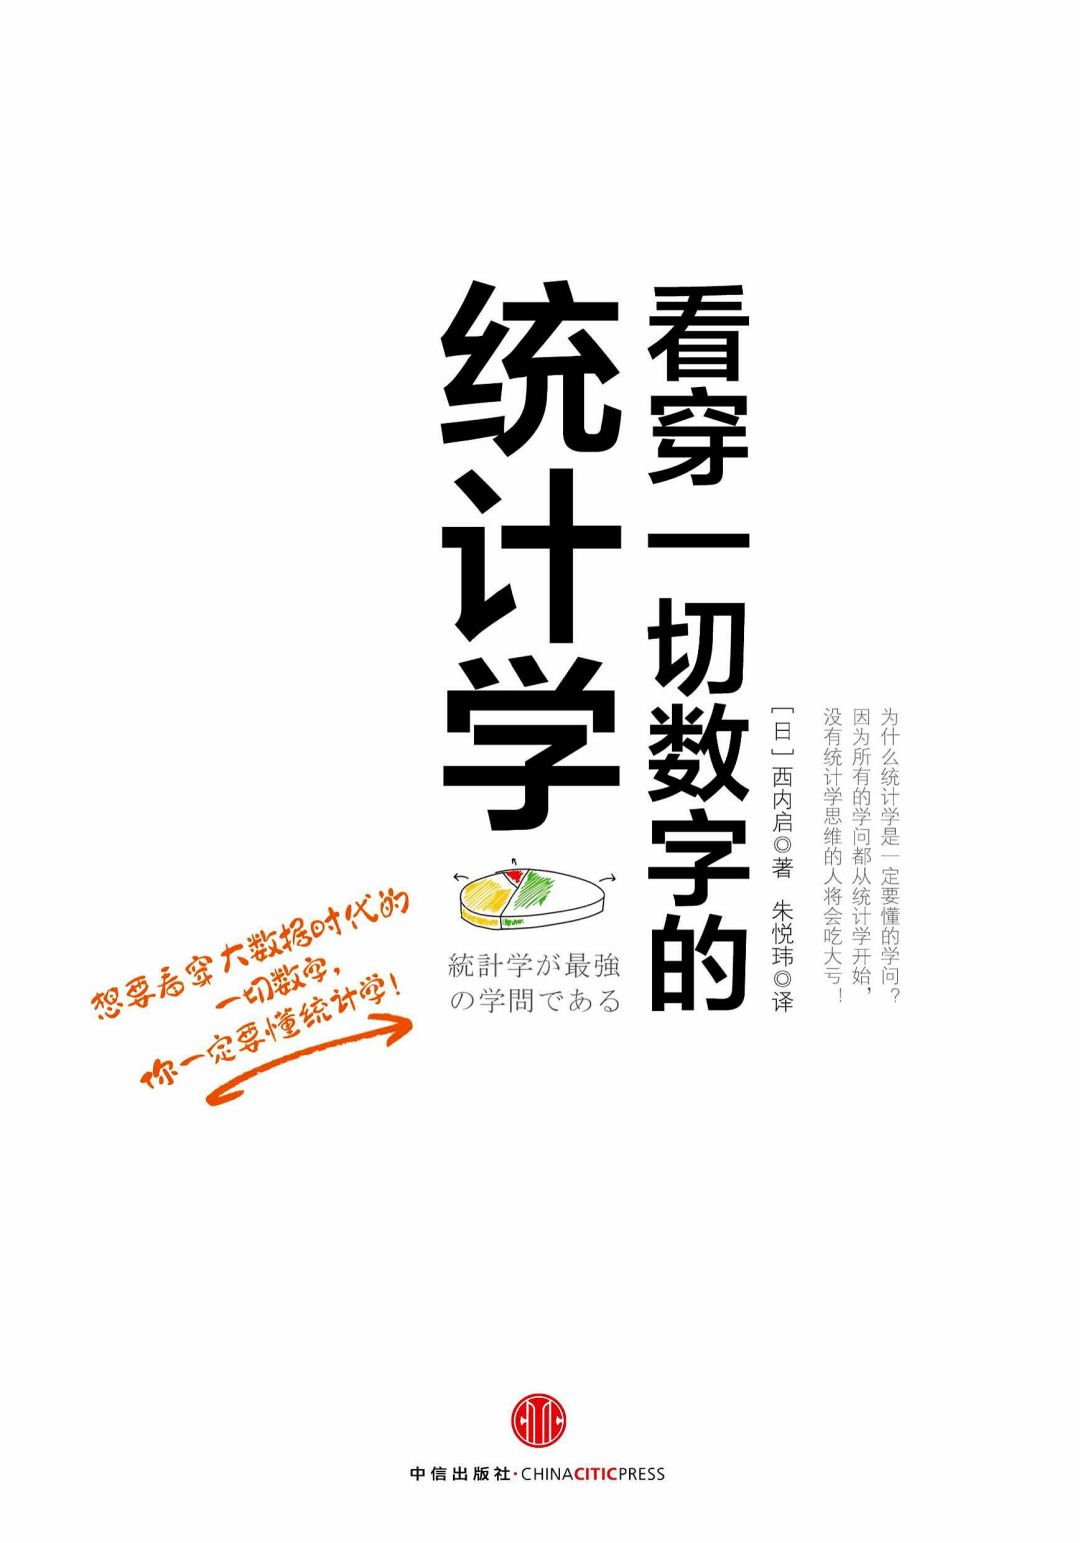 看穿一切数字的
统计学
統計学が最強
の学問である
[日]西内启◎著 朱悦玮◎译
为什么统计学是一定要懂的学问?
因为所有的学问都从统计学开始,
没有统计学思维的人将会吃大亏!
想要看穿大数据时代的
一切数字,
你一定要懂统计学!
中信出版社·CHINACITICPRESS